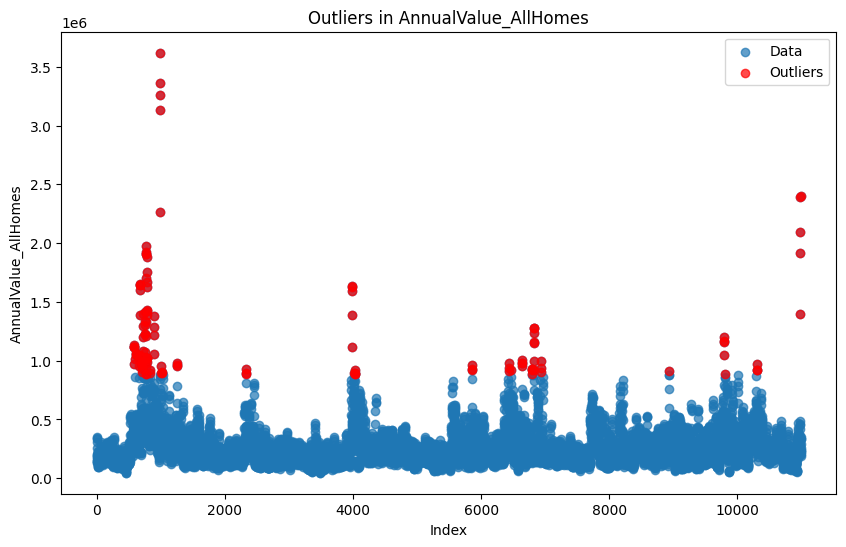 Outliers in AnnualValue_AllHomes
1e6
Data
Outliers
3.5
3.0
2.5
2.0
1.5
1.0
0.5
0.0
AnnualValue_AllHomes
0
2000
4000
6000
8000
10000
Index